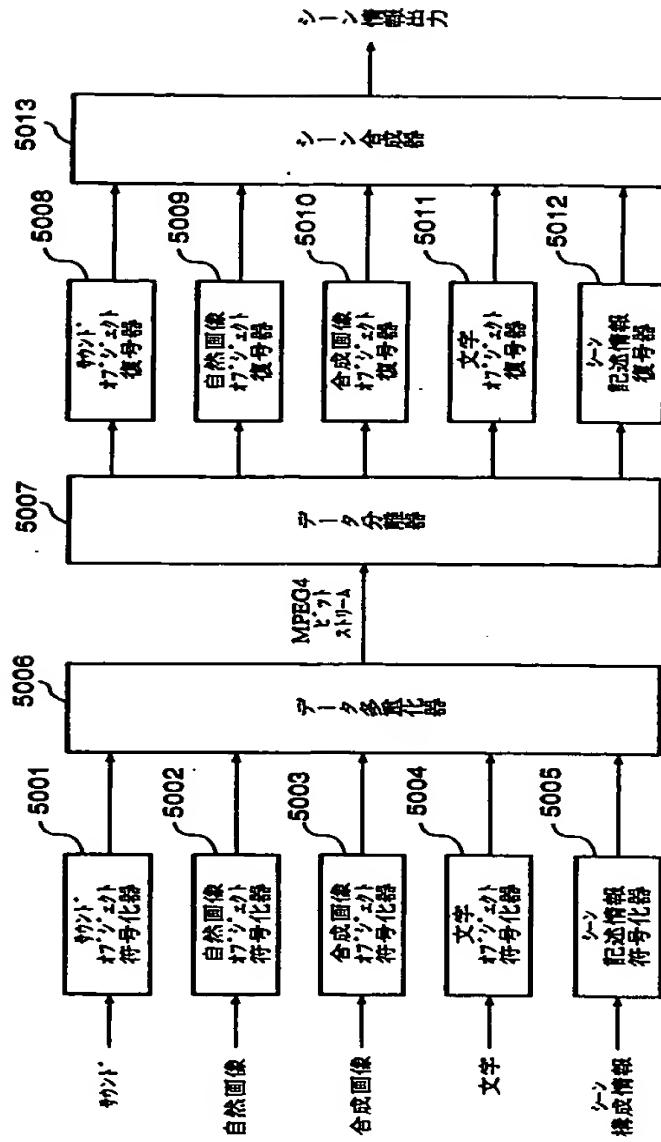 サウンド
自然画像
合成画像
文字
シーン
構成情報
5001
サウンド
オブジェクト
符号化器
5002
自然画像
オブジェクト
符号化器
5003
合成画像
オブジェクト
符号化器
5004
文字
オブジェクト
符号化器
5005
シーン
記述情報
符号化器
5006
データ多重化器
MPEG4
ビット
ストリーム
5007
データ分離器
5008
サウンド
オブジェクト
復号器
5009
自然画像
オブジェクト
復号器
5010
合成画像
オブジェクト
復号器
5011
文字
オブジェクト
復号器
5012
シーン
記述情報
復号器
5013
シーン合成器
シーン情報出力